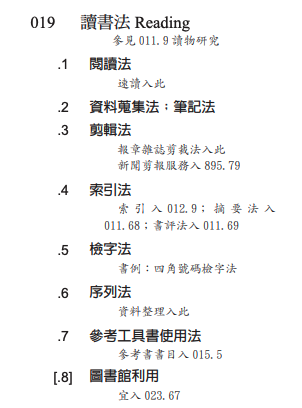 019 讀書法 Reading
參見 011.9 讀物研究
.1 閱讀法
速讀入此
.2 資料蒐集法；筆記法
.3 剪輯法
報章雜誌剪裁法入此
新聞剪報服務入 895.79
.4 索引法
索引入 012.9；摘要法入
011.68；書評法入 011.69
.5 檢字法
書例：四角號碼檢字法
.6 序列法
資料整理入此
.7 參考工具書使用法
參考書書目入 015.5
[.8] 圖書館利用
宜入 023.67